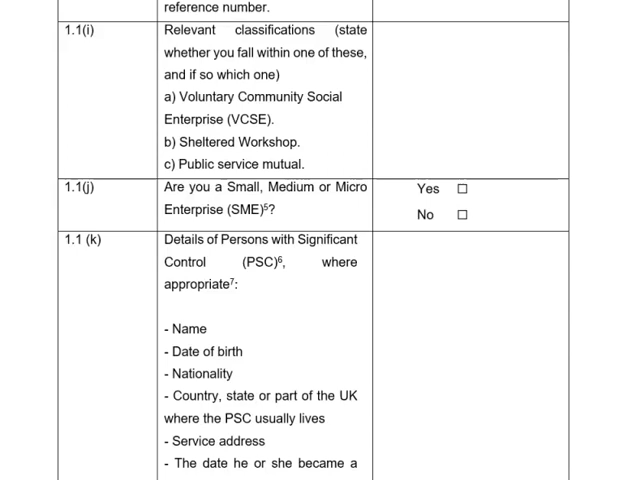 reference number.
1.1(i)
Relevant classifications (state
whether you fall within one of these,
and if so which one)
a) Voluntary Community Social
Enterprise (VCSE).
b) Sheltered Workshop.
c) Public service mutual.
1.1(j)
Are you a Small, Medium or Micro
Enterprise (SME)⁵?
Yes ☐
No ☐
1.1 (k)
Details of Persons with Significant
Control (PSC)⁶, where
appropriate⁷:
- Name
- Date of birth
- Nationality
- Country, state or part of the UK
where the PSC usually lives
- Service address
- The date he or she became a